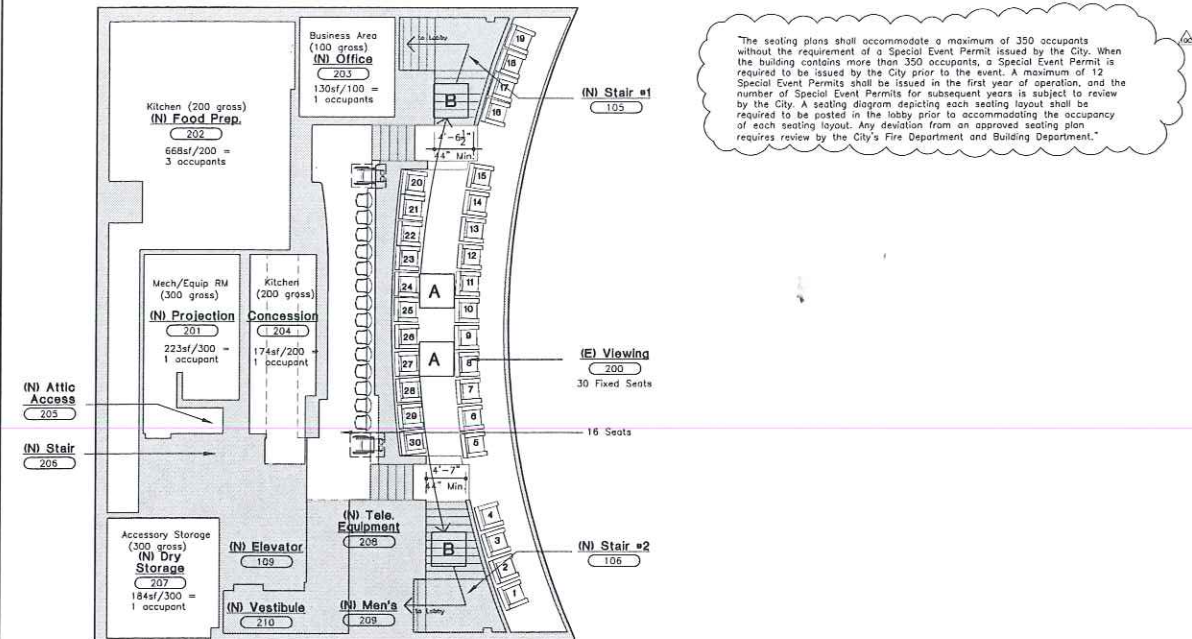 Business Area
(100 gross)
(N) Office
203
130sf/100 =
1 occupants
Kitchen (200 gross)
(N) Food Prep.
202
668sf/200 =
3 occupants
to Lobby
B
(N) Stair #1
105
4'-6½"
44" Min.
19
18
17
16
15
14
13
12
11
10
9
8
7
6
5
4
3
2
1
20
21
22
23
24
25
26
27
28
29
30
A
A
Mech/Equip RM
(300 gross)
(N) Projection
201
223sf/300 =
1 occupant
Kitchen
(200 gross)
Concession
204
174sf/200 =
1 occupant
(E) Viewing
200
30 Fixed Seats
16 Seats
(N) Attic
Access
205
(N) Stair
206
4'-7"
44" Min.
Accessory Storage
(300 gross)
(N) Dry
Storage
207
184sf/300 =
1 occupant
(N) Elevator
109
(N) Vestibule
210
(N) Tele.
Equipment
208
(N) Men's
209
B
to Lobby
(N) Stair #2
106
"The seating plans shall accommodate a maximum of 350 occupants
without the requirement of a Special Event Permit issued by the City. When
the building contains more than 350 occupants, a Special Event Permit is
required to be issued by the City prior to the event. A maximum of 12
Special Event Permits shall be issued in the first year of operation, and the
number of Special Event Permits for subsequent years is subject to review
by the City. A seating diagram depicting each seating layout shall be
required to be posted in the lobby prior to accommodating the occupancy
of each seating layout. Any deviation from an approved seating plan
requires review by the City's Fire Department and Building Department."